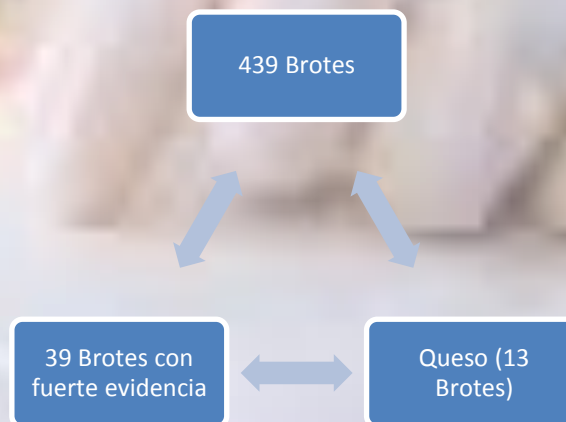 439 Brotes
39 Brotes con
fuerte evidencia
Queso (13
Brotes)